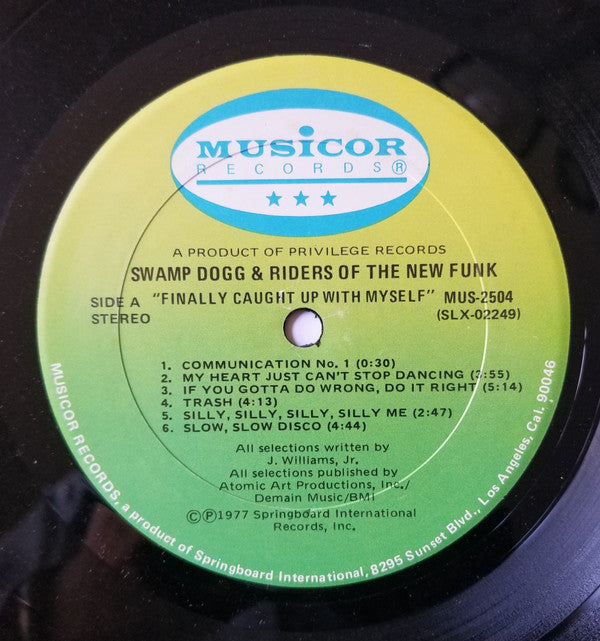 MUSICOR
RECORDS®
A PRODUCT OF PRIVILEGE RECORDS
SWAMP DOGG & RIDERS OF THE NEW FUNK
SIDE A "FINALLY CAUGHT UP WITH MYSELF" MUS-2504
STEREO (SLX-02249)
1. COMMUNICATION No. 1 (0:30)
2. MY HEART JUST CAN'T STOP DANCING (3:55)
3. IF YOU GOTTA DO WRONG, DO IT RIGHT (5:14)
4. TRASH (4:13)
5. SILLY, SILLY, SILLY, SILLY ME (2:47)
6. SLOW, SLOW DISCO (4:44)
All selections written by
J. Williams, Jr.
All selections published by
Atomic Art Productions, Inc./
Demain Music/BMI
©℗1977 Springboard International
Records, Inc.
MUSICOR RECORDS, a product of Springboard International, 8295 Sunset Blvd., Los Angeles, Cal. 90046